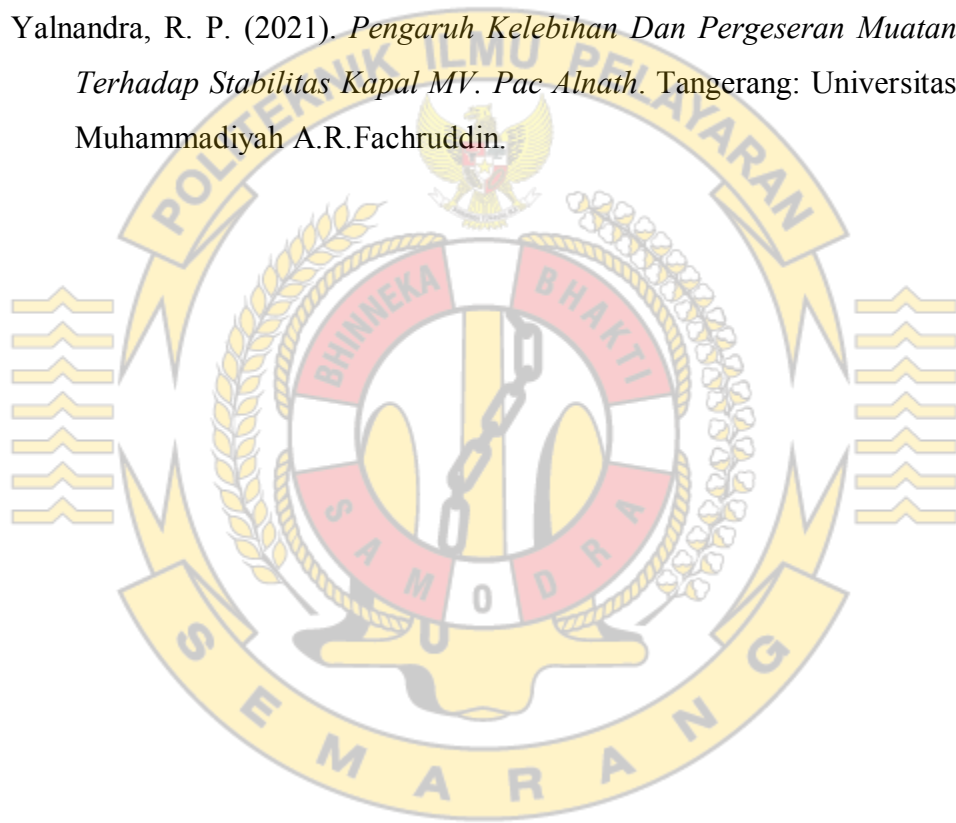 Yalnandra, R. P. (2021). Pengaruh Kelebihan Dan Pergeseran Muatan
Terhadap Stabilitas Kapal MV. Pac Alnath. Tangerang: Universitas
Muhammadiyah A.R.Fachruddin.
POLITEKNIK ILMU PELAYARAN
BHINNEKA BHAKTI
SAMODRA
SEMARANG